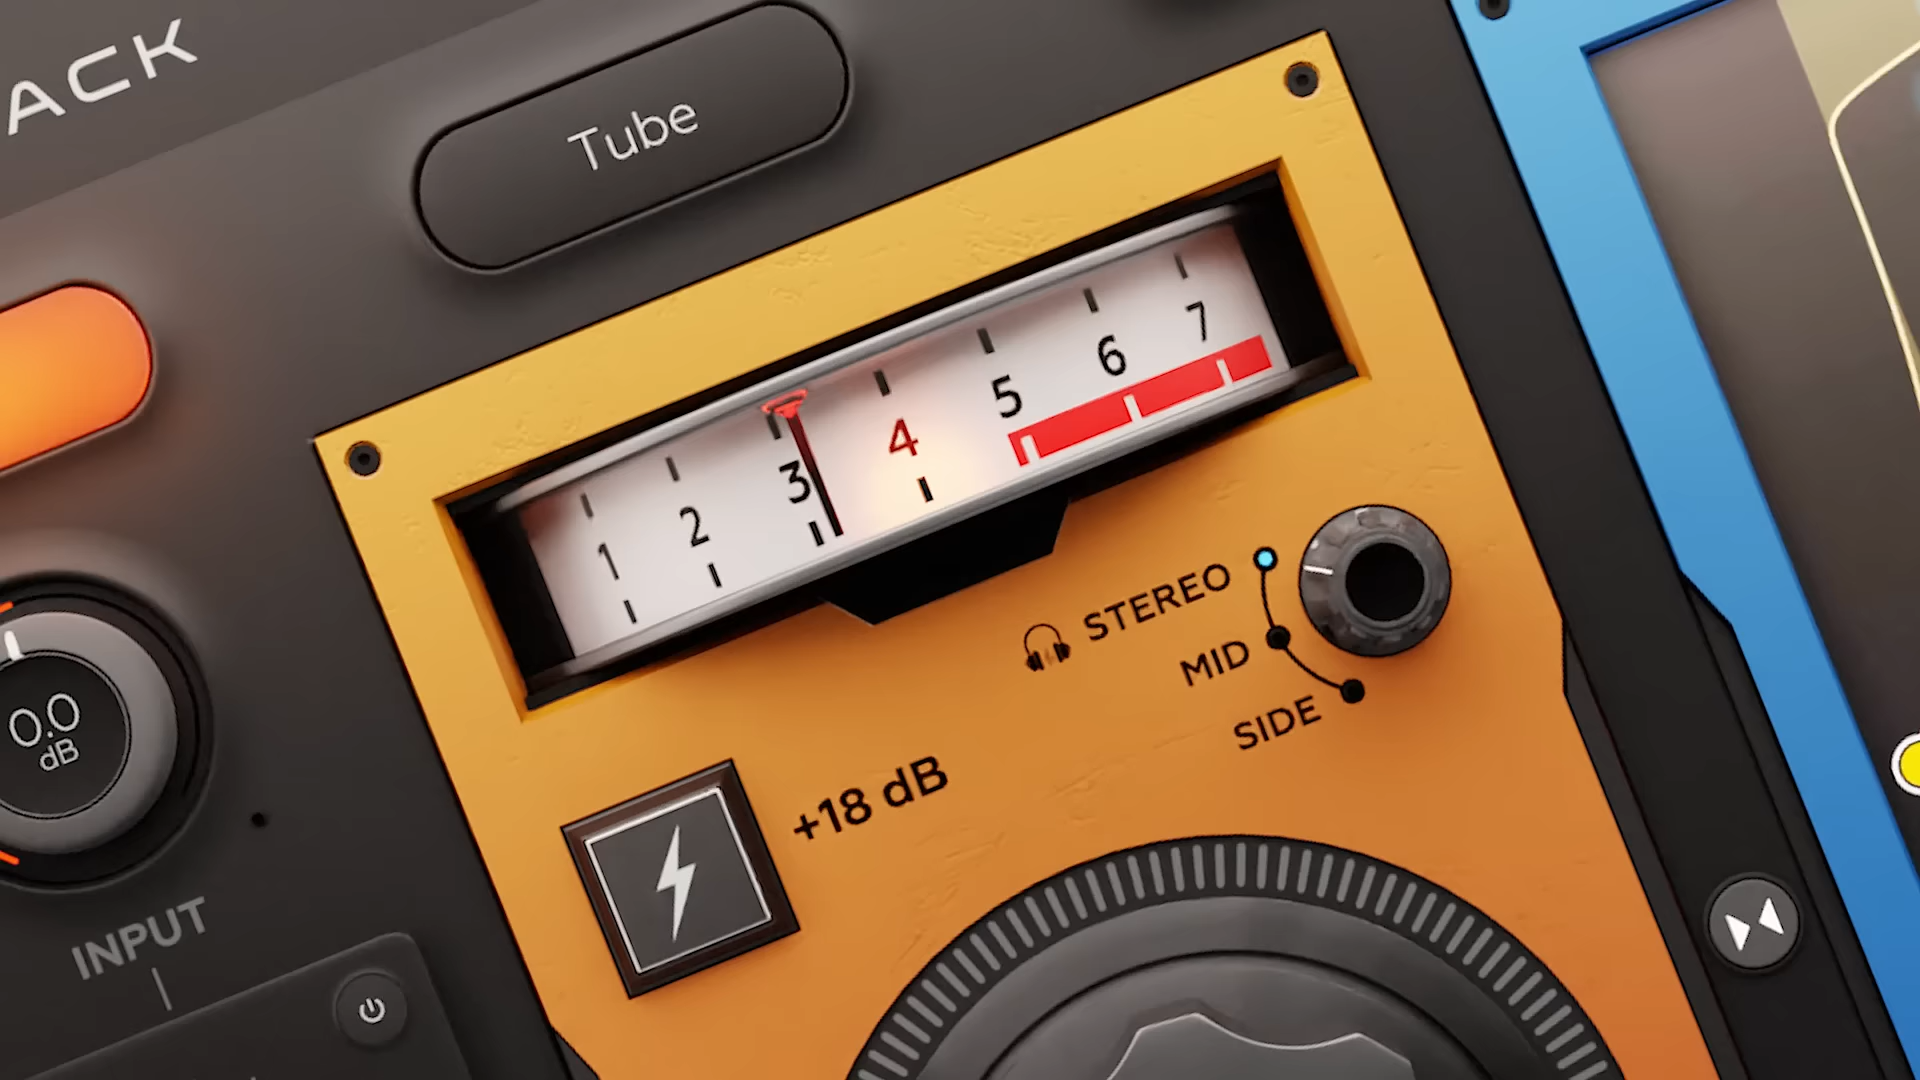 ACK
Tube
1 2 3 4 5 6 7
STEREO
MID
SIDE
+18 dB
0.0
dB
INPUT